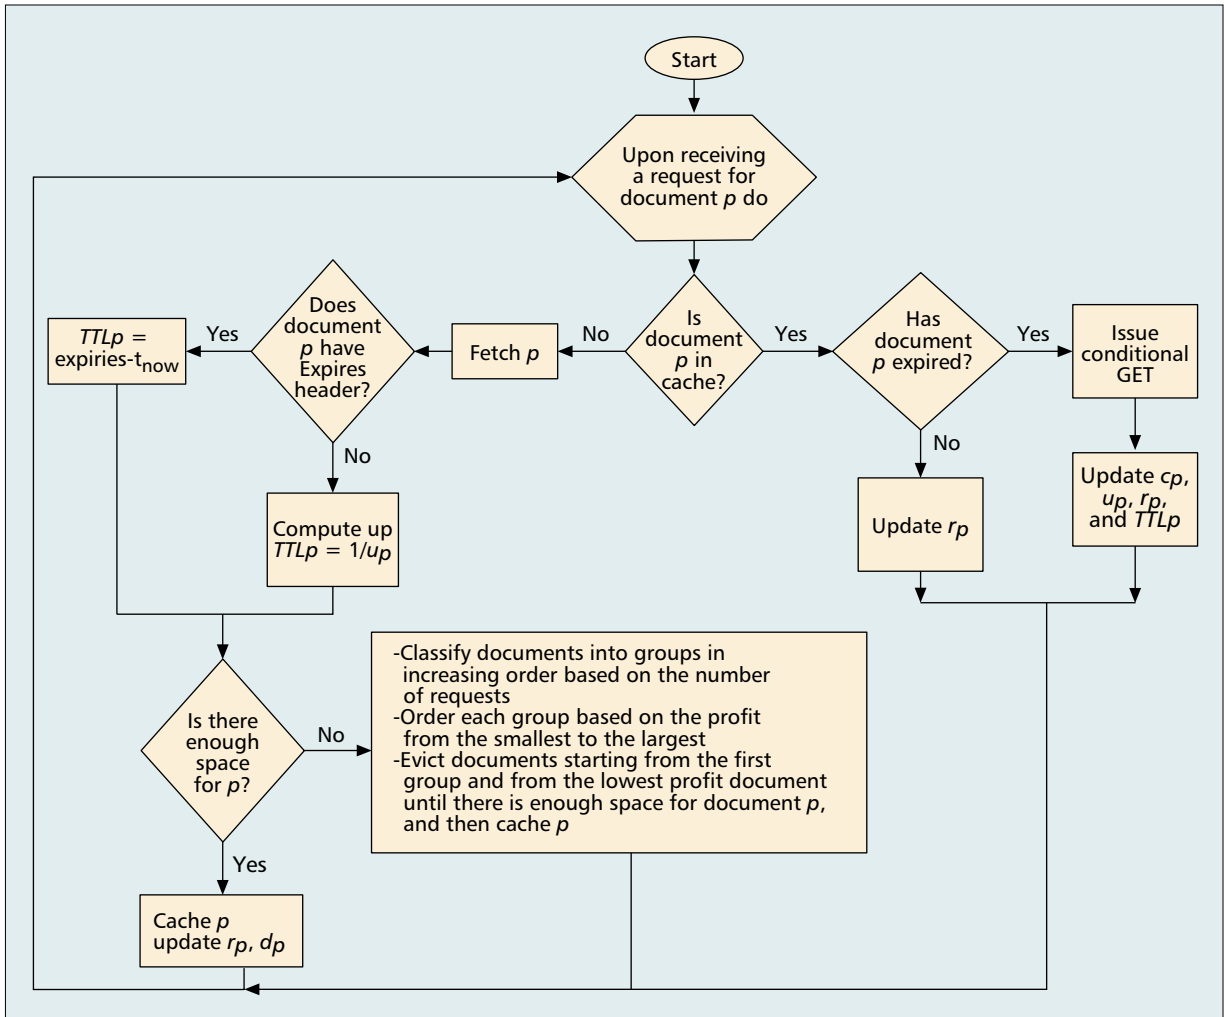 Start
Upon receiving
a request for
document p do
Does
document
p have
Expires
header?
Yes
TTLp =
expiries-tnow
Fetch p
No
Is
document
p in
cache?
Yes
Has
document
p expired?
Yes
Issue
conditional
GET
No
Compute up
TTLp = 1/up
No
Update rp
Update cp,
up, rp,
and TTLp
Is there
enough
space
for p?
No
-Classify documents into groups in
increasing order based on the number
of requests
-Order each group based on the profit
from the smallest to the largest
-Evict documents starting from the first
group and from the lowest profit document
until there is enough space for document p,
and then cache p
Yes
Cache p
update rp, dp